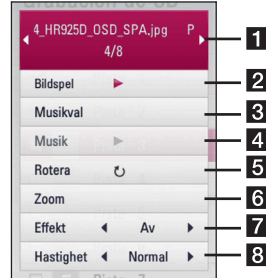 4_HR925D_OSD_SPA.jpg P
4/8
1
Bildspel
2
Musikval
3
Musik
4
Rotera
5
Zoom
6
Effekt Av
7
Hastighet Normal
8